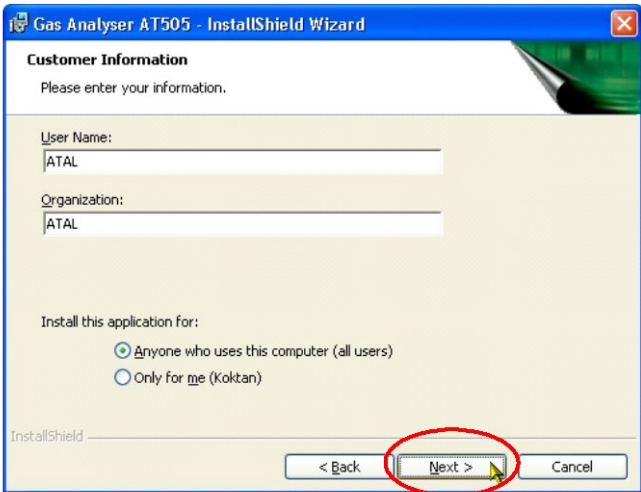 Gas Analyser AT505 - InstallShield Wizard
Customer Information
Please enter your information.
User Name:
ATAL
Organization:
ATAL
Install this application for:
Anyone who uses this computer (all users)
Only for me (Koktan)
InstallShield
< Back Next > Cancel